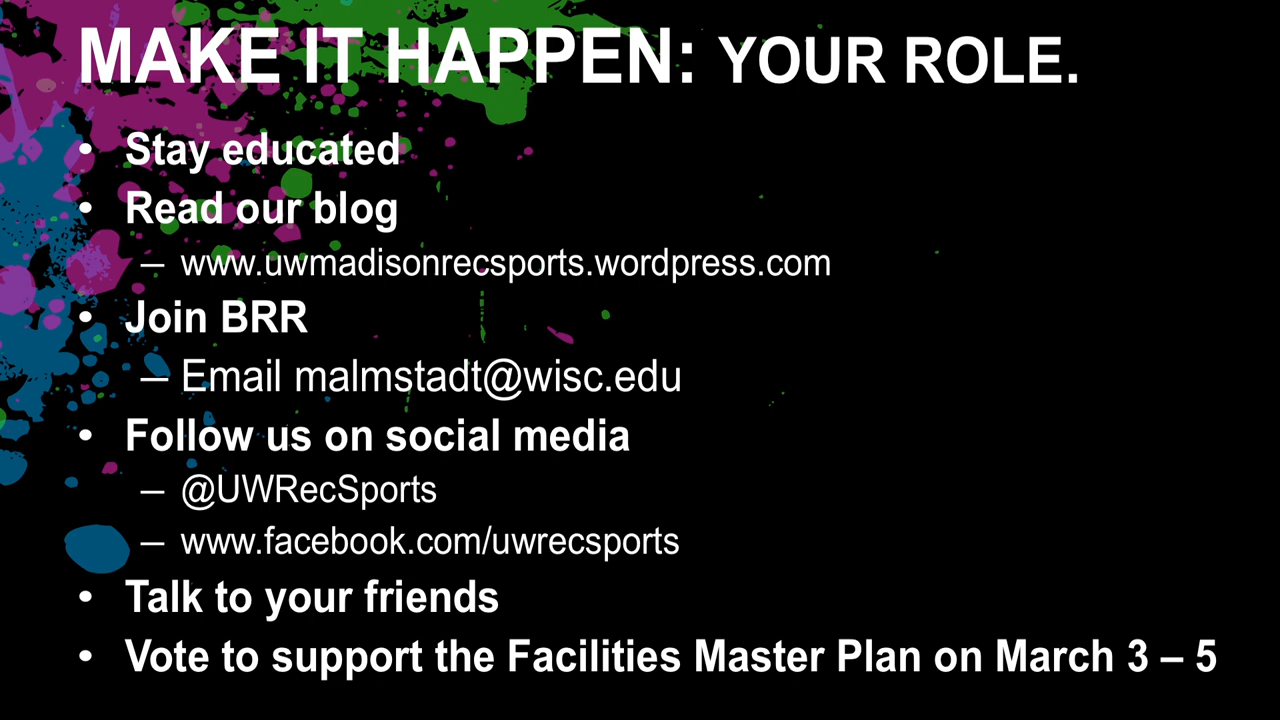 MAKE IT HAPPEN: YOUR ROLE.
• Stay educated
• Read our blog
– www.uwmadisonrecsports.wordpress.com
• Join BRR
– Email malmstadt@wisc.edu
• Follow us on social media
– @UWRecSports
– www.facebook.com/uwrecsports
• Talk to your friends
• Vote to support the Facilities Master Plan on March 3 – 5